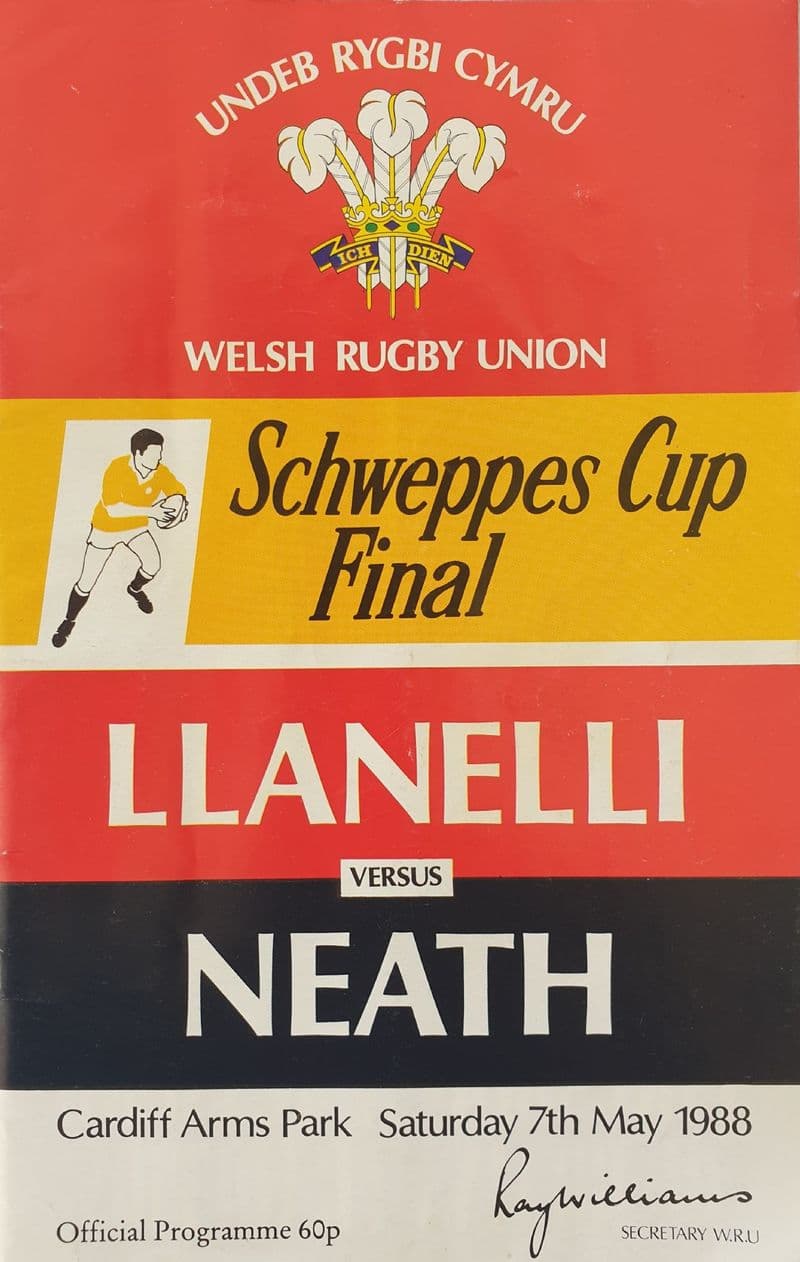 UNDEB RYGBI CYMRU
ICH DIEN
WELSH RUGBY UNION
Schweppes Cup
Final
LLANELLI
VERSUS
NEATH
Cardiff Arms Park Saturday 7th May 1988
Ray Williams
Official Programme 60p
SECRETARY W.R.U